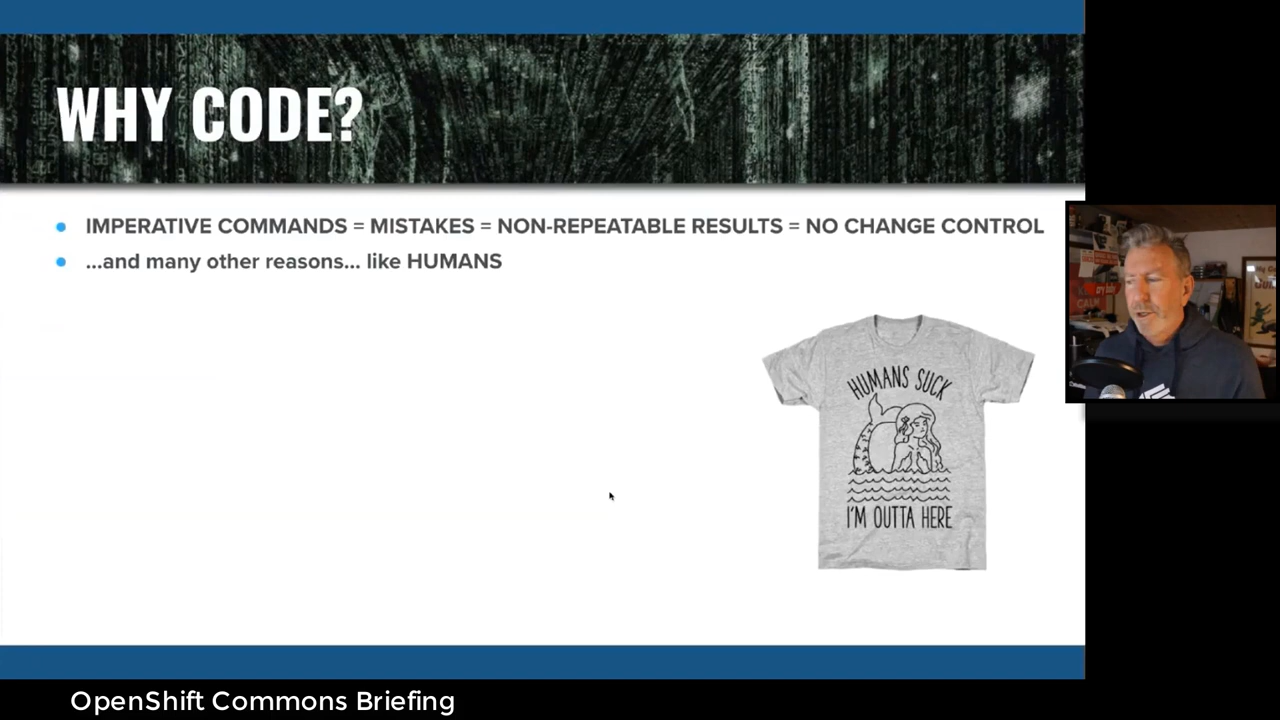 WHY CODE?
IMPERATIVE COMMANDS = MISTAKES = NON-REPEATABLE RESULTS = NO CHANGE CONTROL
...and many other reasons... like HUMANS
HUMANS SUCK
I'M OUTTA HERE
CALM
OpenShift Commons Briefing